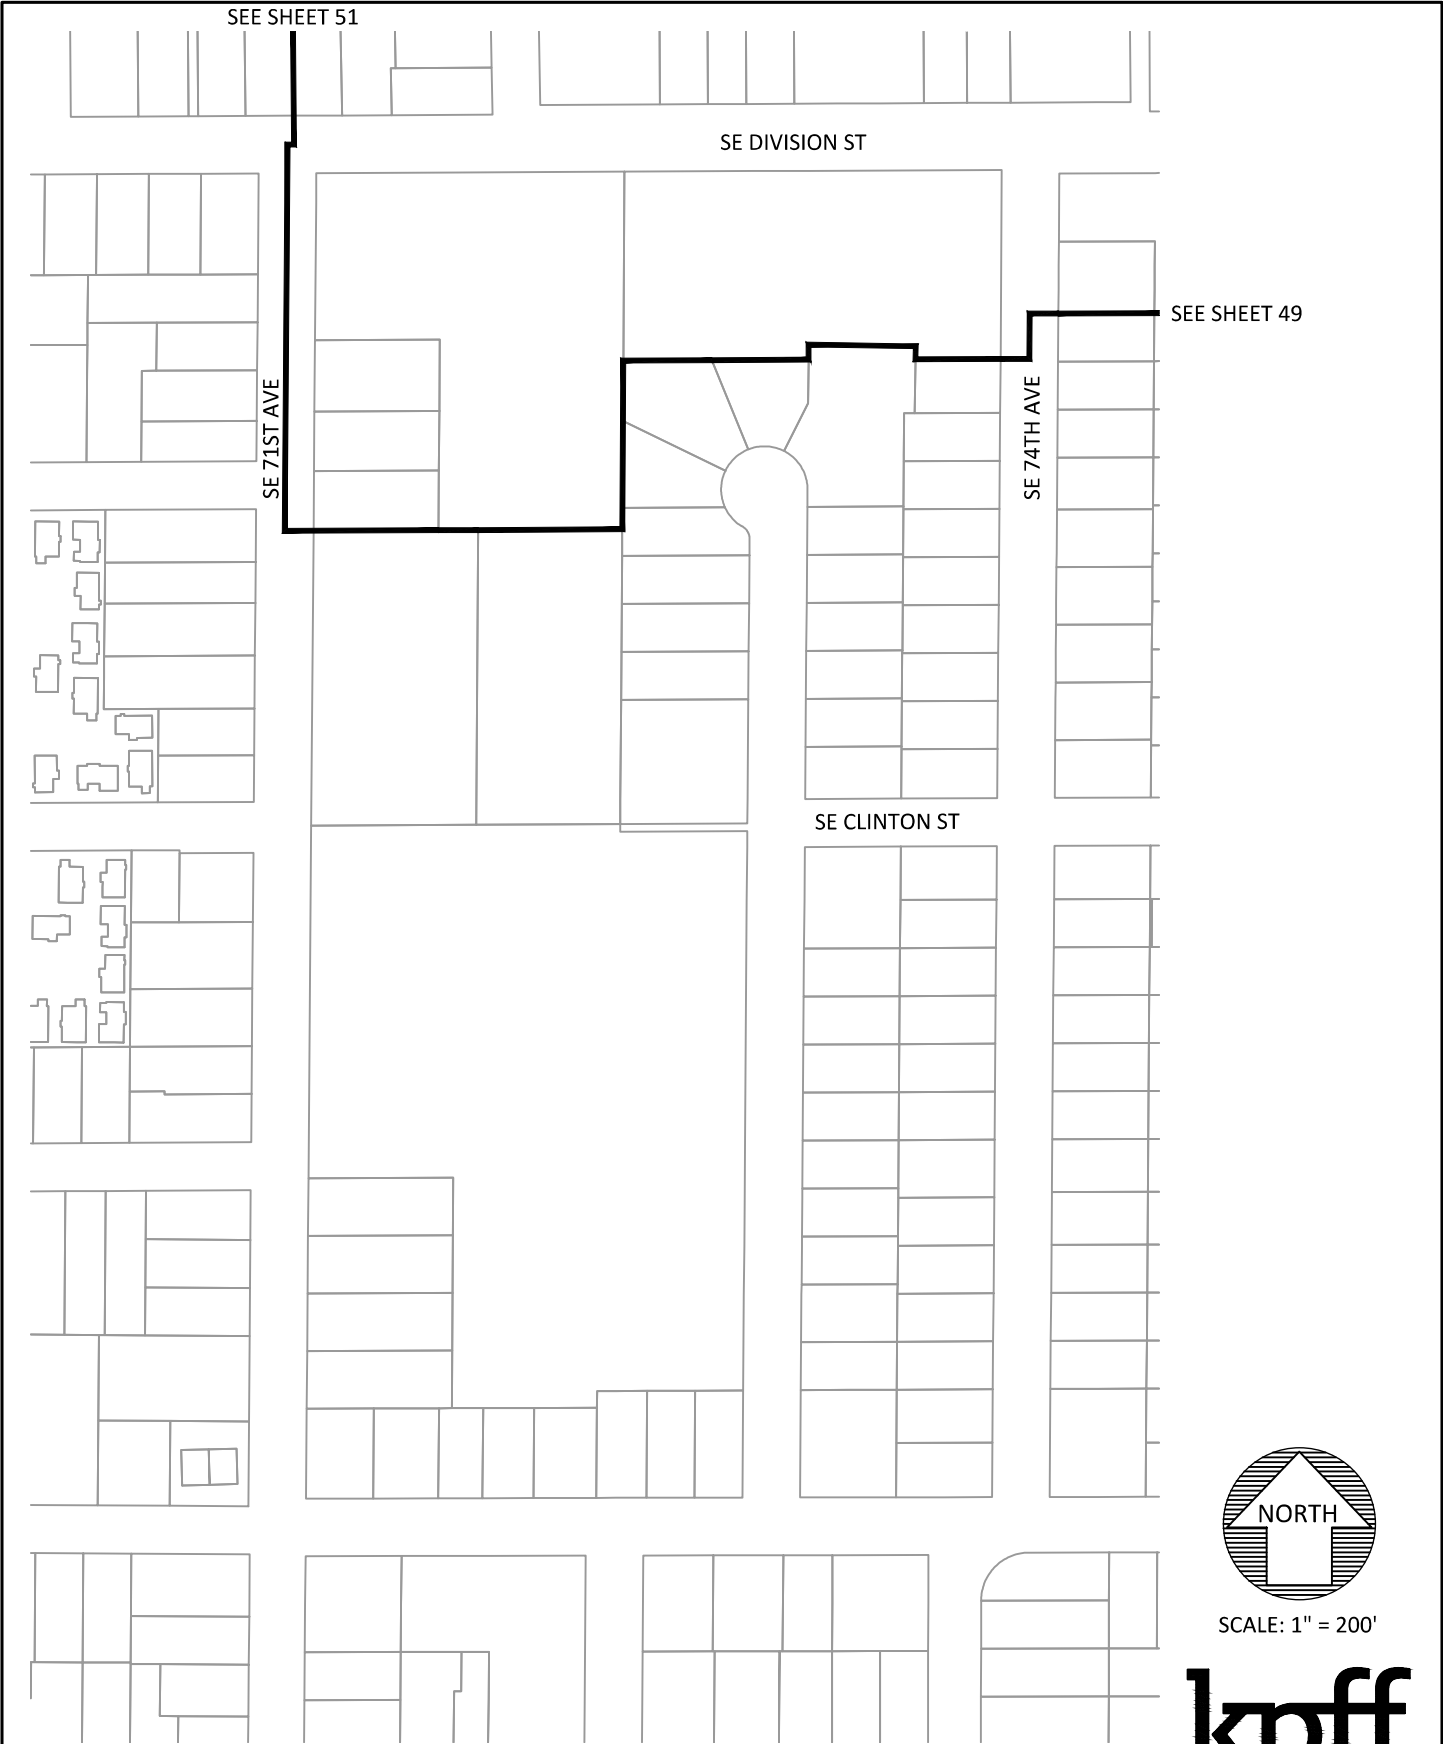 SEE SHEET 51
SE DIVISION ST
SEE SHEET 49
SE 71ST AVE
SE 74TH AVE
SE CLINTON ST
NORTH
SCALE: 1" = 200'
kpff